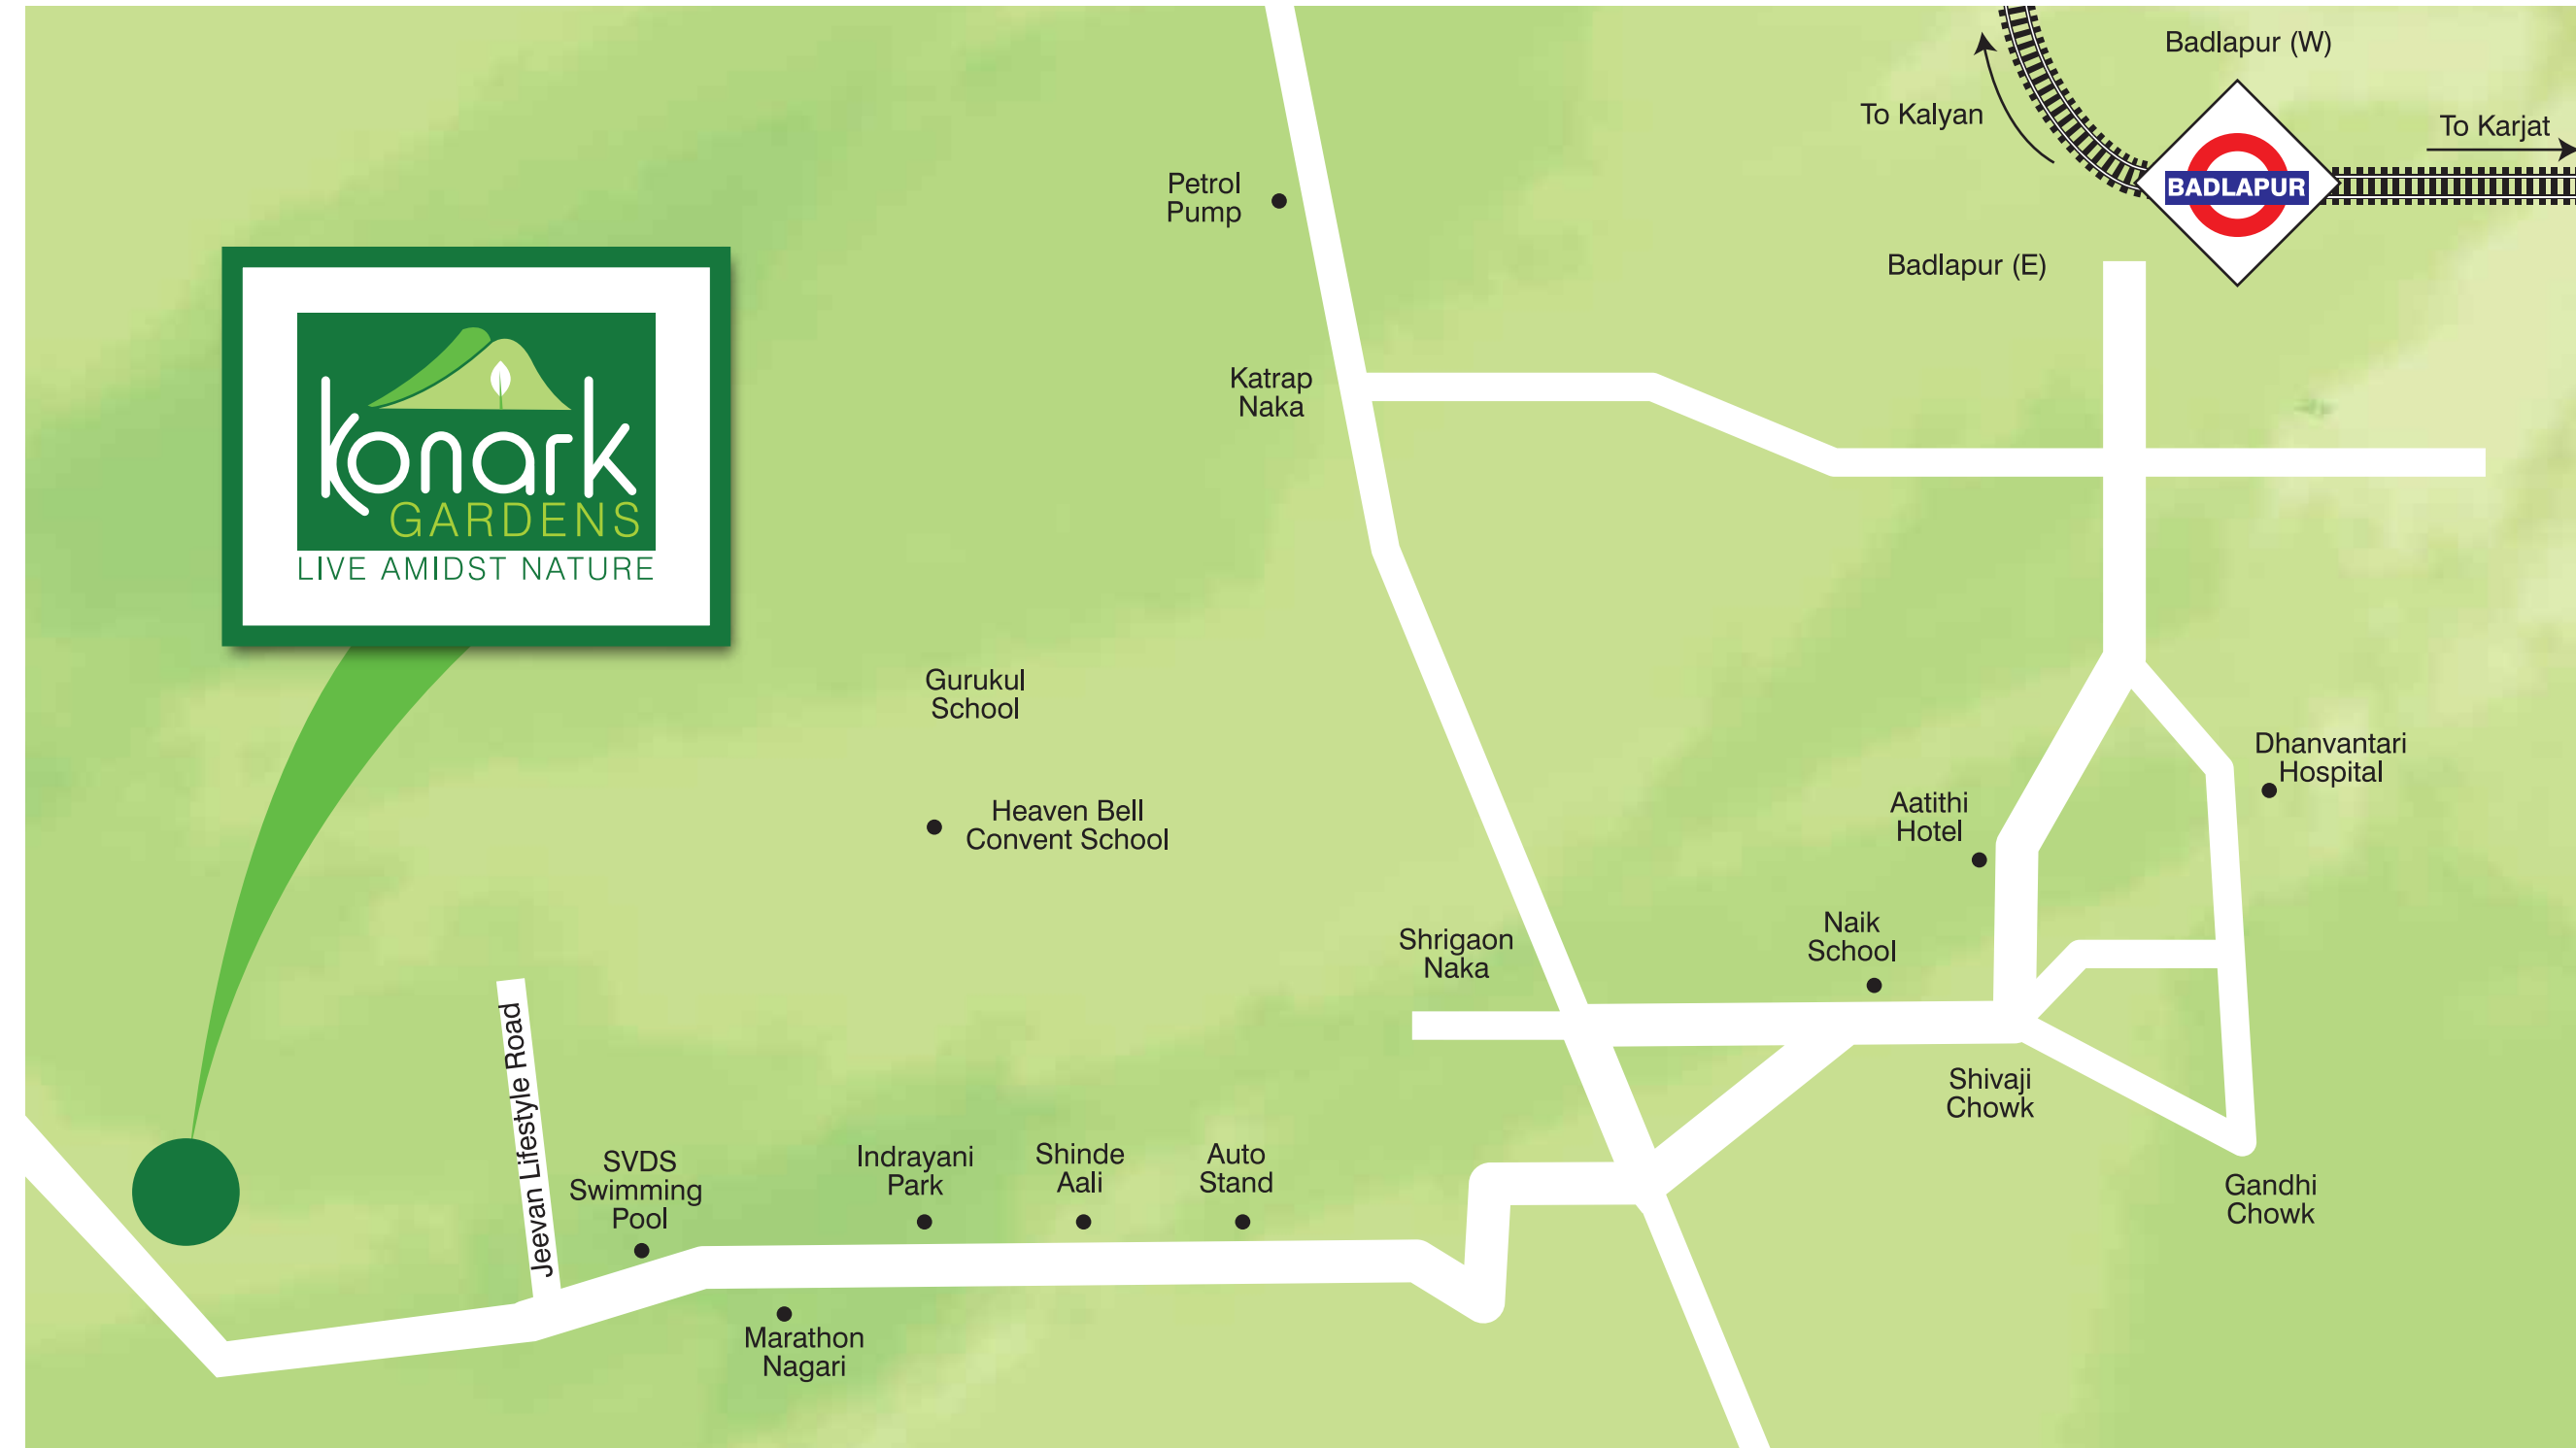 Badlapur (W)
To Kalyan
To Karjat
BADLAPUR
Petrol
Pump
Badlapur (E)
Katrap
Naka
Konark
GARDENS
LIVE AMIDST NATURE
Gurukul
School
Dhanvantari
Hospital
Heaven Bell
Convent School
Aatithi
Hotel
Naik
School
Shrigaon
Naka
Jeevan Lifestyle Road
Shivaji
Chowk
SVDS
Swimming
Pool
Indrayani
Park
Shinde
Aali
Auto
Stand
Gandhi
Chowk
Marathon
Nagari